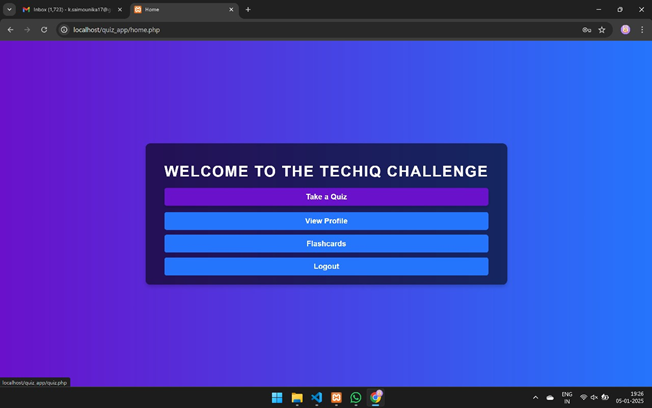 Inbox (1,723) - k.saimounika17@g
Home
localhost/quiz_app/home.php
WELCOME TO THE TECHIQ CHALLENGE
Take a Quiz
View Profile
Flashcards
Logout
localhost/quiz_app/quiz.php
ENG
IN
19:26
05-01-2025